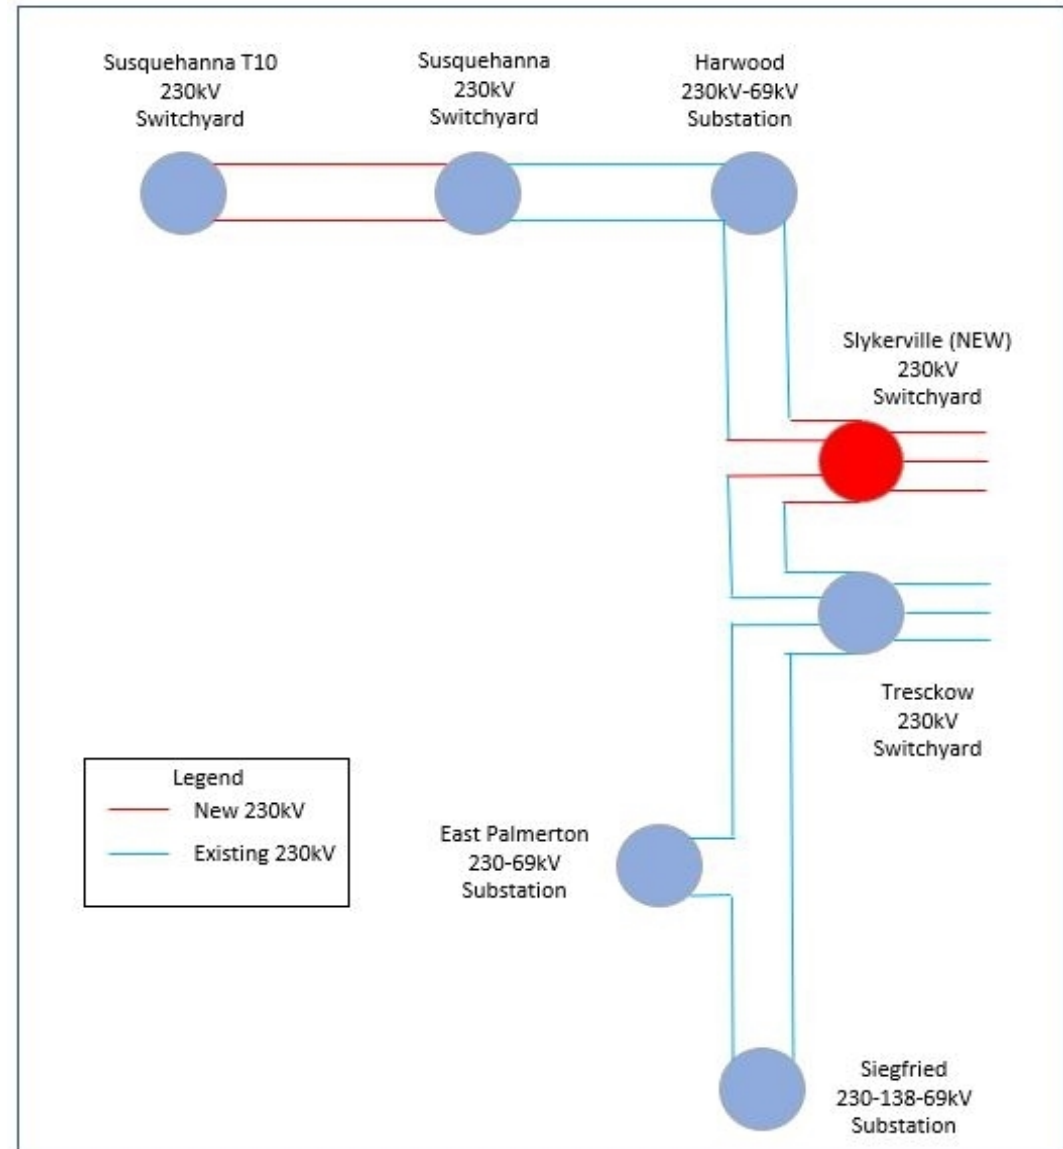 Susquehanna T10
230kV
Switchyard
Susquehanna
230kV
Switchyard
Harwood
230kV-69kV
Substation
Slykerville (NEW)
230kV
Switchyard
Tresckow
230kV
Switchyard
Legend
New 230kV
Existing 230kV
East Palmerton
230-69kV
Substation
Siegfried
230-138-69kV
Substation